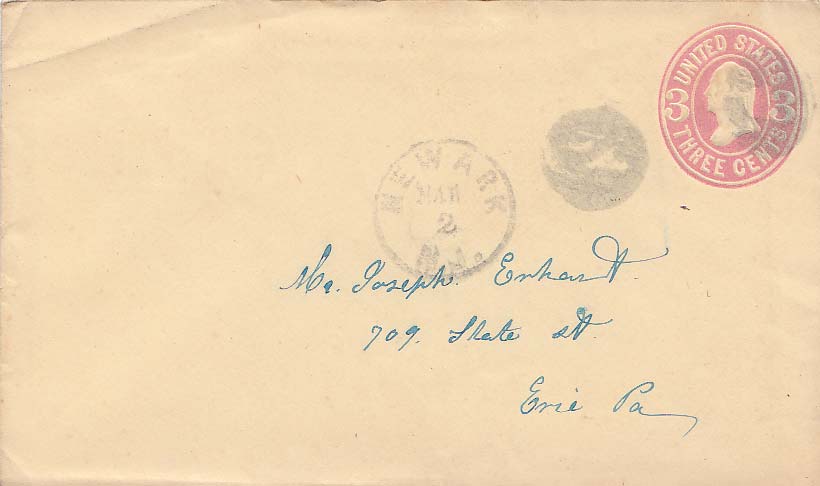 UNITED STATES
3 3
THREE CENTS
NEWARK
MAR
2
N.J.
Mr. Joseph. Erhart.
709. State st.
Erie Pa